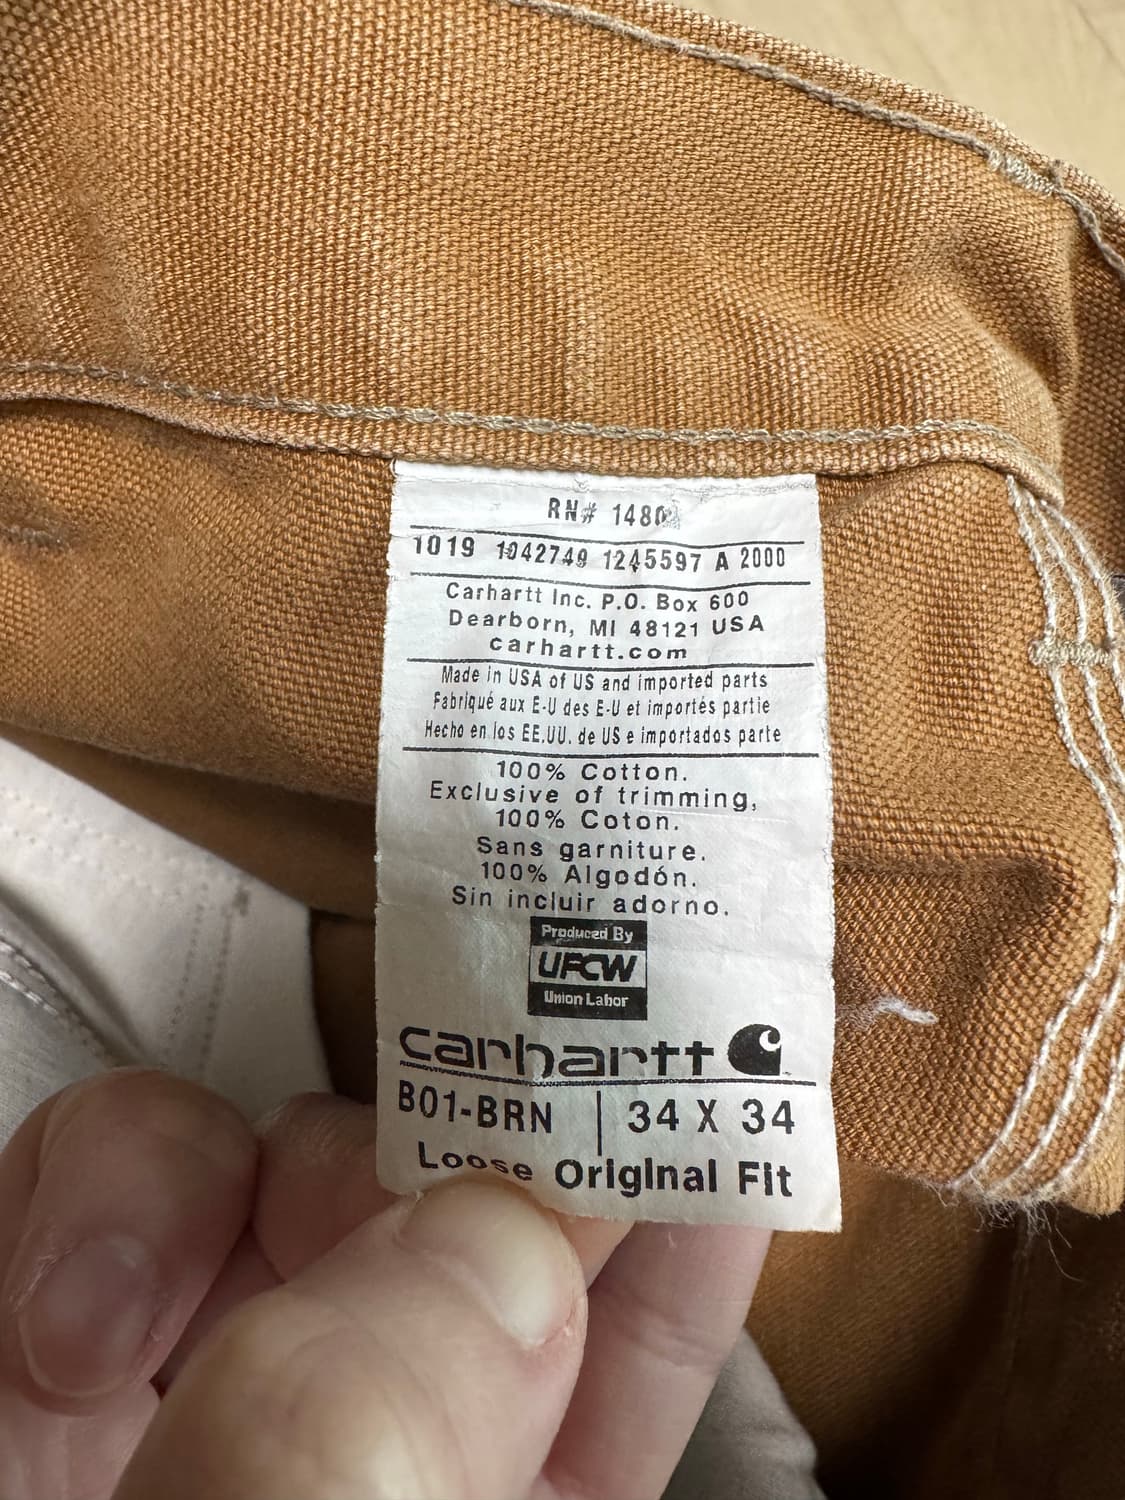 RN# 1480
1019 1042749 1245597 A 2000
Carhartt Inc. P.O. Box 600
Dearborn, MI 48121 USA
carhartt.com
Made in USA of US and imported parts
Fabriqué aux E-U des E-U et importés partie
Hecho en los EE.UU. de US e importados parte
100% Cotton.
Exclusive of trimming,
100% Coton.
Sans garniture.
100% Algodón.
Sin incluir adorno.
Produced By
UFCW
Union Labor
carhartt
B01-BRN | 34 X 34
Loose Original Fit